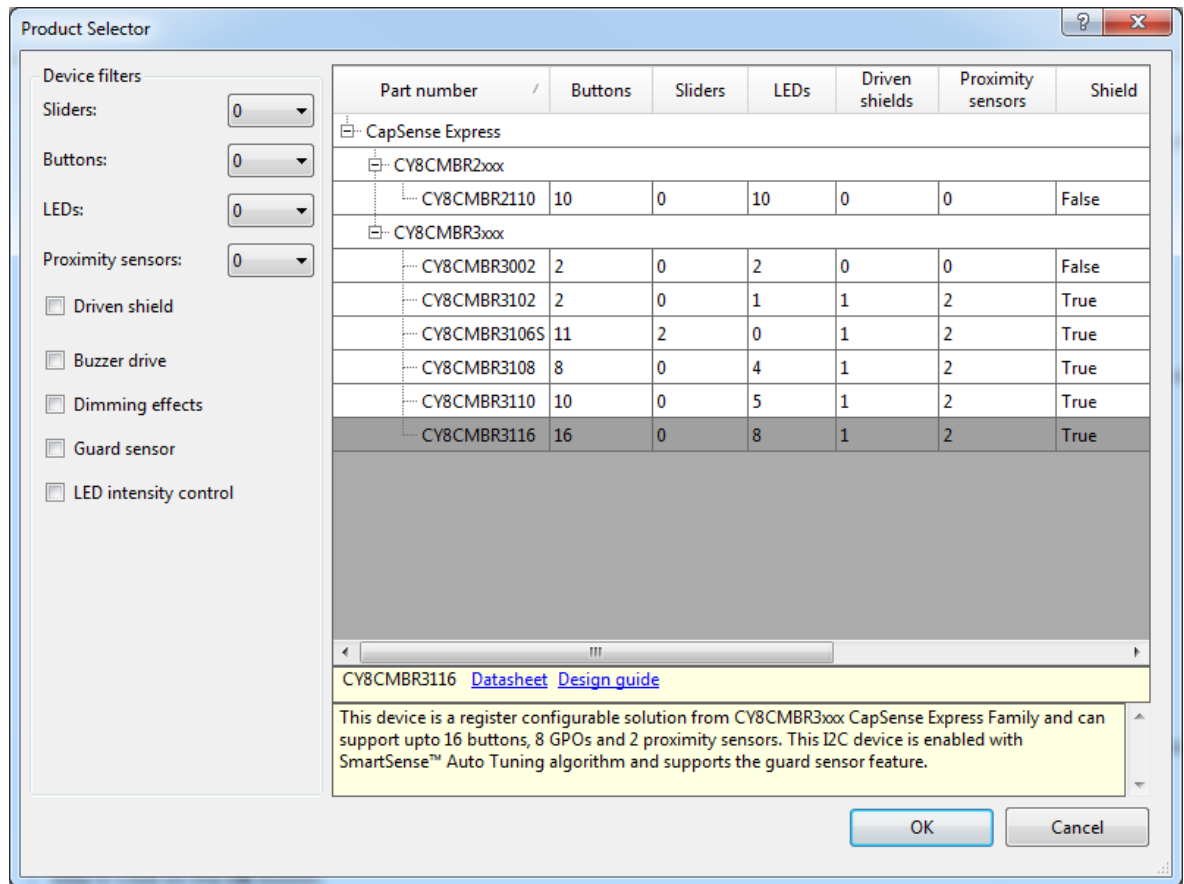 Product Selector
Device filters
Sliders: 0
Buttons: 0
LEDs: 0
Proximity sensors: 0
Driven shield
Buzzer drive
Dimming effects
Guard sensor
LED intensity control
Part number Buttons Sliders LEDs Driven shields Proximity sensors Shield
CapSense Express
CY8CMBR2xxx
CY8CMBR2110 10 0 10 0 0 False
CY8CMBR3xxx
CY8CMBR3002 2 0 2 0 0 False
CY8CMBR3102 2 0 1 1 2 True
CY8CMBR3106S 11 2 0 1 2 True
CY8CMBR3108 8 0 4 1 2 True
CY8CMBR3110 10 0 5 1 2 True
CY8CMBR3116 16 0 8 1 2 True
CY8CMBR3116 Datasheet Design guide
This device is a register configurable solution from CY8CMBR3xxx CapSense Express Family and can
support upto 16 buttons, 8 GPOs and 2 proximity sensors. This I2C device is enabled with
SmartSense™ Auto Tuning algorithm and supports the guard sensor feature.
OK Cancel